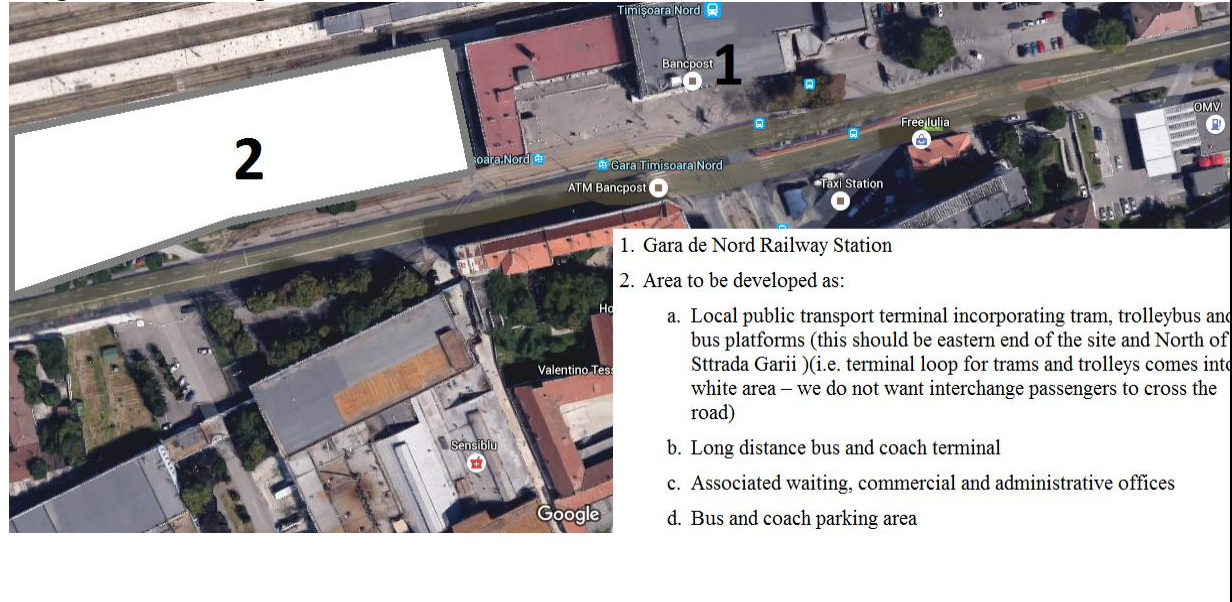 Timişoara Nord
Bancpost
1
OMV
Free Iulia
2
şoara Nord
Gara Timisoara Nord
ATM Bancpost
Taxi Station
1. Gara de Nord Railway Station
2. Area to be developed as:
a. Local public transport terminal incorporating tram, trolleybus and
bus platforms (this should be eastern end of the site and North of
Sttrada Garii )(i.e. terminal loop for trams and trolleys comes into
white area – we do not want interchange passengers to cross the
road)
b. Long distance bus and coach terminal
c. Associated waiting, commercial and administrative offices
d. Bus and coach parking area
Ho
Valentino Tess
Sensiblu
Google